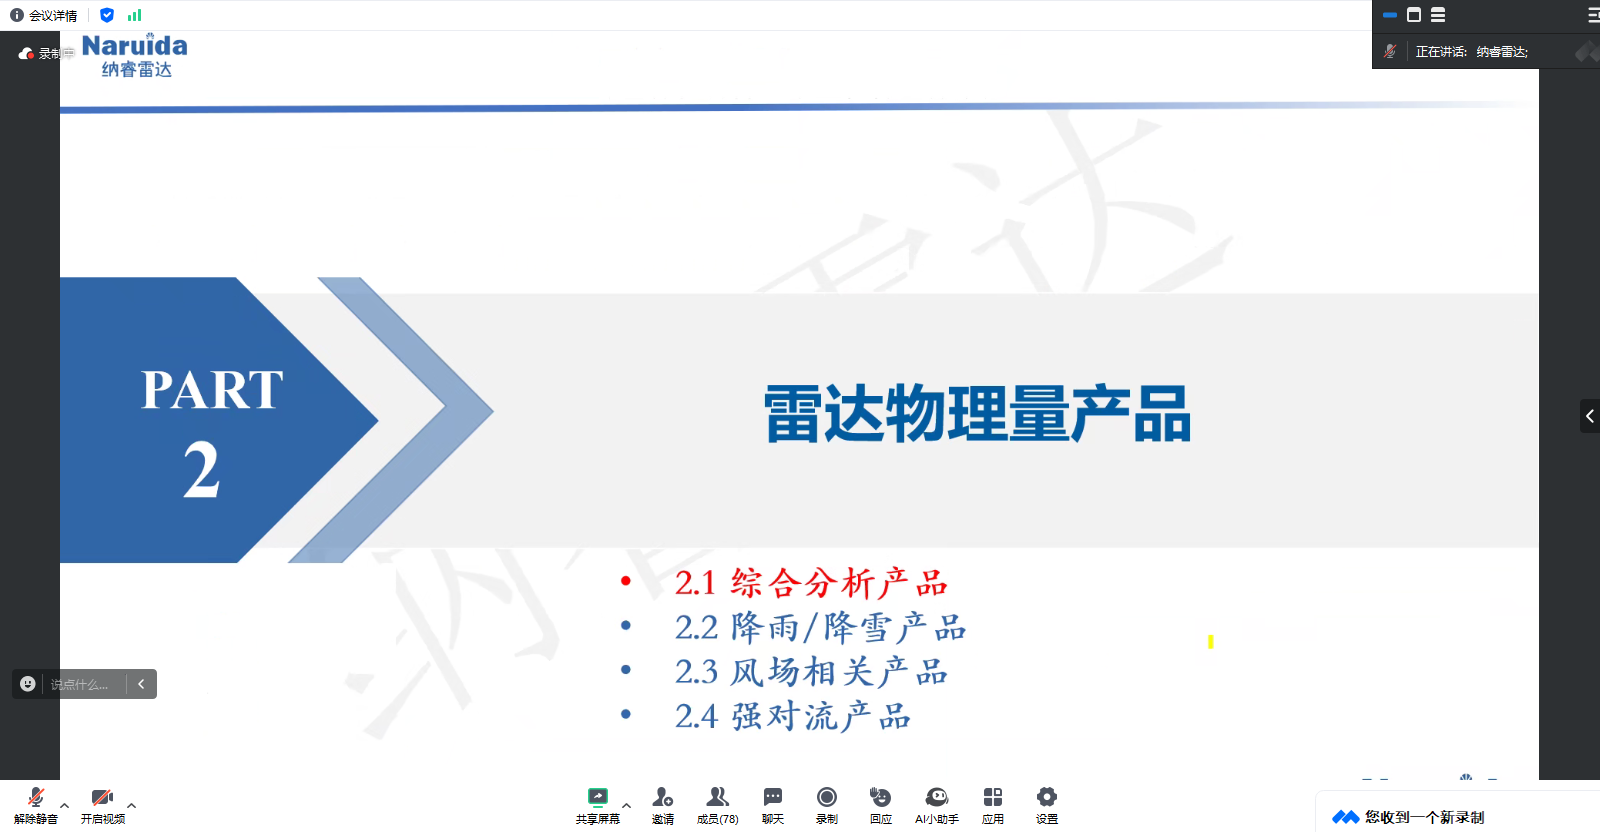 会议详情
录制中
Naruida
纳睿雷达
正在讲话: 纳睿雷达;
PART
2
雷达物理量产品
• 2.1 综合分析产品
• 2.2 降雨/降雪产品
• 2.3 风场相关产品
• 2.4 强对流产品
说点什么...
解除静音
开启视频
共享屏幕
邀请
成员(78)
聊天
录制
回应
AI小助手
应用
设置
您收到一个新录制